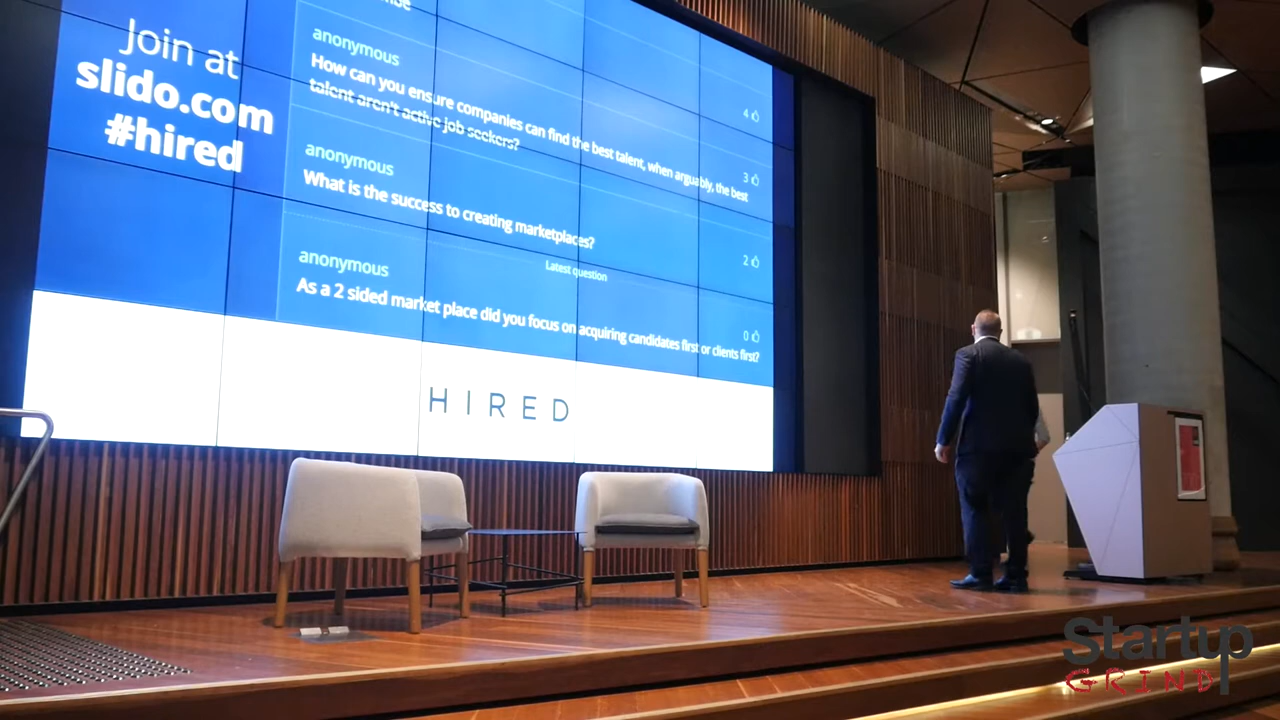 Join at
slido.com
#hired
anonymous
4
How can you ensure companies can find the best talent, when arguably, the best
talent aren't active job seekers?
anonymous
3
What is the success to creating marketplaces?
anonymous
2
Latest question
As a 2 sided market place did you focus on acquiring candidates first or clients first?
0
HIRED
Startup
GRIND